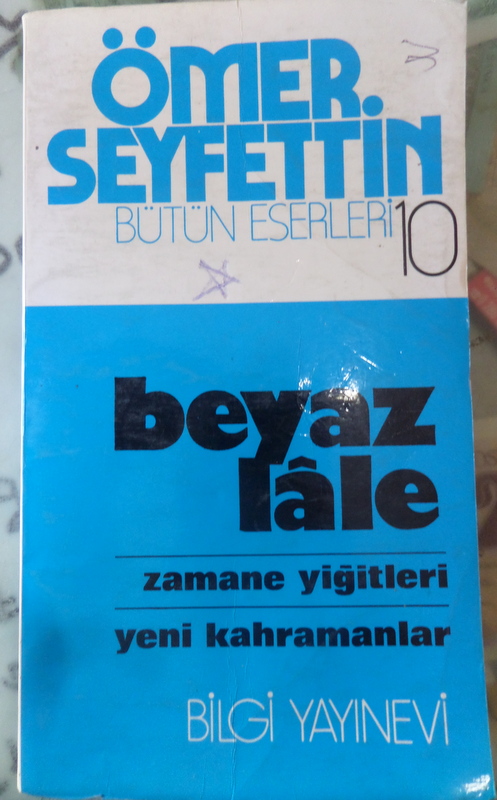 ÖMER
SEYFETTİN
BÜTÜN ESERLERİ 10
beyaz
lâle
zamane yiğitleri
yeni kahramanlar
BİLGİ YAYINEVİ